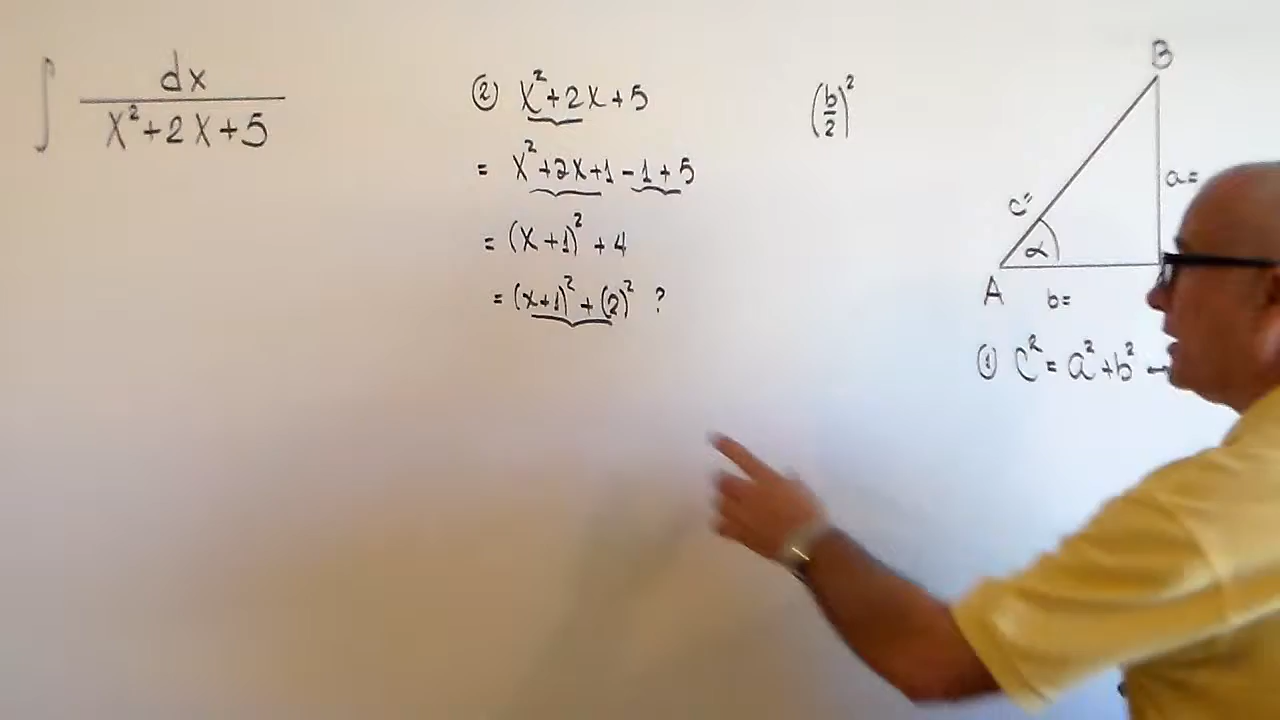 ∫ dx
x²+2x+5
② x²+2x+5
= x²+2x+1-1+5
= (x+1)²+4
= (x+1)²+(2)² ?
(b/2)²
B
a=
c=
α
A
b=
① c²=a²+b² →